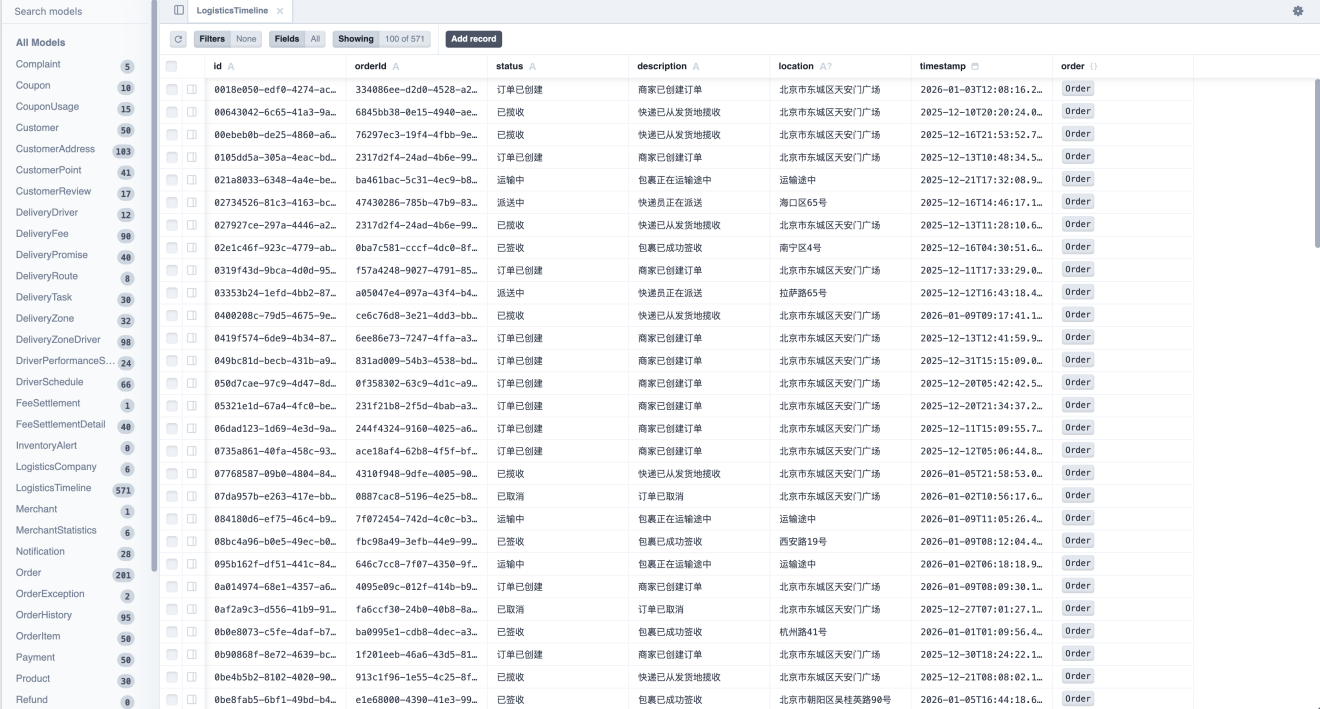 Search models
All Models
Complaint 5
Coupon 10
CouponUsage 15
Customer 50
CustomerAddress 103
CustomerPoint 41
CustomerReview 17
DeliveryDriver 12
DeliveryFee 90
DeliveryPromise 40
DeliveryRoute 8
DeliveryTask 30
DeliveryZone 32
DeliveryZoneDriver 98
DriverPerformanceS... 24
DriverSchedule 66
FeeSettlement 1
FeeSettlementDetail 40
InventoryAlert 0
LogisticsCompany 6
LogisticsTimeline 571
Merchant 1
MerchantStatistics 6
Notification 28
Order 201
OrderException 2
OrderHistory 95
OrderItem 50
Payment 50
Product 30
Refund 0
LogisticsTimeline ×
Filters None Fields All Showing 100 of 571 Add record
id A orderId A status A description A location A? timestamp order {}
0018e050-edf0-4274-ac… 334086ee-d2d0-4528-a2… 订单已创建 商家已创建订单 北京市东城区天安门广场 2026-01-03T12:08:16.2… Order
00643042-6c65-41a3-9a… 6845bb38-0e15-4940-ae… 已揽收 快递已从发货地揽收 北京市东城区天安门广场 2025-12-10T20:20:24.0… Order
00ebeb0b-de25-4860-a6… 76297ec3-19f4-4fbb-9e… 已揽收 快递已从发货地揽收 北京市东城区天安门广场 2025-12-16T21:53:52.7… Order
0105dd5a-305a-4eac-bd… 2317d2f4-24ad-4b6e-99… 订单已创建 商家已创建订单 北京市东城区天安门广场 2025-12-13T10:48:34.5… Order
021a8033-6348-4a4e-be… ba461bac-5c31-4ec9-b8… 运输中 包裹正在运输途中 运输途中 2025-12-21T17:32:08.9… Order
02734526-81c3-4163-bc… 47430286-785b-47b9-83… 派送中 快递员正在派送 海口区65号 2025-12-16T14:46:17.1… Order
027927ce-297a-4446-a2… 2317d2f4-24ad-4b6e-99… 已揽收 快递已从发货地揽收 北京市东城区天安门广场 2025-12-13T11:28:10.6… Order
02e1c46f-923c-4779-ab… 0ba7c581-cccf-4dc0-8f… 已签收 包裹已成功签收 南宁区4号 2025-12-16T04:30:51.6… Order
0319f43d-9bca-4d0d-95… f57a4248-9027-4791-85… 订单已创建 商家已创建订单 北京市东城区天安门广场 2025-12-11T17:33:29.0… Order
03353b24-1efd-4bb2-87… a05047e4-097a-43f4-b4… 派送中 快递员正在派送 拉萨路65号 2025-12-12T16:43:18.4… Order
0400208c-79d5-4675-9e… ce6c76d8-3e21-4dd3-bb… 已揽收 快递已从发货地揽收 北京市东城区天安门广场 2026-01-09T09:17:41.1… Order
0419f574-6de9-4b34-87… 6ee86e73-7247-4ffa-a3… 订单已创建 商家已创建订单 北京市东城区天安门广场 2025-12-13T12:41:59.9… Order
049bc81d-becb-431b-a9… 831ad009-54b3-4538-bd… 订单已创建 商家已创建订单 北京市东城区天安门广场 2025-12-31T15:15:09.0… Order
050d7cae-97c9-4d47-8d… 0f358302-63c9-4d1c-a9… 订单已创建 商家已创建订单 北京市东城区天安门广场 2025-12-20T05:42:42.5… Order
05321e1d-67a4-4fc0-be… 231f21b8-2f5d-4bab-a3… 订单已创建 商家已创建订单 北京市东城区天安门广场 2025-12-20T21:34:37.2… Order
06dad123-1d69-4e3d-9a… 244f4324-9160-4025-a6… 订单已创建 商家已创建订单 北京市东城区天安门广场 2025-12-11T15:09:55.7… Order
0735a861-40fa-458c-93… ace18af4-62b8-4f5f-bf… 订单已创建 商家已创建订单 北京市东城区天安门广场 2025-12-12T05:06:44.8… Order
07768587-09b0-4804-84… 4310f948-9dfe-4005-90… 已揽收 快递已从发货地揽收 北京市东城区天安门广场 2026-01-05T21:58:53.0… Order
07da957b-e263-417e-bb… 0887cac8-5196-4e25-b8… 已取消 订单已取消 北京市东城区天安门广场 2026-01-02T10:56:17.6… Order
084180d6-ef75-46c4-b9… 7f072454-742d-4c0c-b3… 运输中 包裹正在运输途中 运输途中 2026-01-09T11:05:26.4… Order
08bc4a96-b0e5-49ec-b0… fbc98a49-3efb-44e9-99… 已签收 包裹已成功签收 西安路19号 2026-01-09T08:12:04.4… Order
095b162f-df51-441c-84… 646c7cc8-7f07-4350-9f… 运输中 包裹正在运输途中 运输途中 2026-01-02T06:18:18.9… Order
0a014974-68e1-4357-a6… 4095e09c-012f-414b-b9… 订单已创建 商家已创建订单 北京市东城区天安门广场 2026-01-09T08:09:30.1… Order
0af2a9c3-d556-41b9-91… fa6ccf30-24b0-40b8-8a… 已取消 订单已取消 北京市东城区天安门广场 2025-12-27T07:01:27.1… Order
0b0e8073-c5fe-4daf-b7… ba0995e1-cdb8-4dec-a3… 已签收 包裹已成功签收 杭州路41号 2026-01-01T01:09:56.4… Order
0b90868f-8e72-4639-bc… 1f201eeb-46a6-43d5-81… 订单已创建 商家已创建订单 北京市东城区天安门广场 2025-12-30T18:24:22.1… Order
0be4b5b2-8102-4020-90… 913c1f96-1e55-4c25-8f… 已揽收 快递已从发货地揽收 北京市东城区天安门广场 2025-12-21T08:08:02.1… Order
0be8fab5-6bf1-49bd-b4… e1e68000-4390-41e3-99… 已签收 包裹已成功签收 北京市朝阳区吴桂英路90号 2026-01-05T16:44:18.6… Order